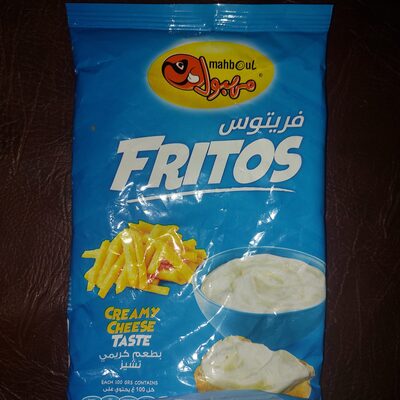 mahboul
مهبول
فريتوس
FRITOS
CREAMY
CHEESE
TASTE
بطعم كريمي
تشيز
EACH 100 GRS CONTAINS
كل 100 غ يحتوي على